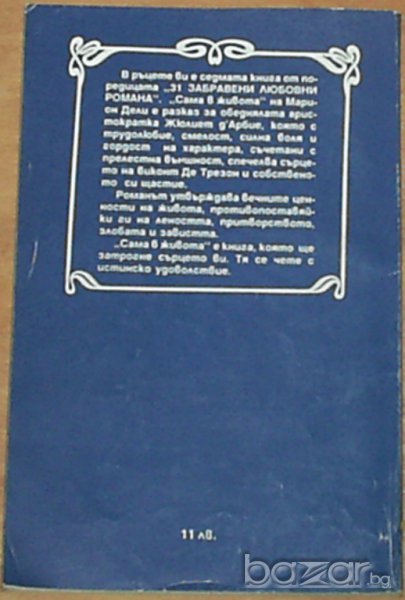 В ръцете ви е седмата книга от по-
редицата „31 ЗАБРАВЕНИ ЛЮБОВНИ
РОМАНА". „Сама в живота" на Мари-
он Дели е разказ за обеднялата арис-
тократка Жюлиет д'Арбие, която с
трудолюбие, смелост, силна воля и
гордост на характера, съчетани с
прелестна външност, спечелва сърце-
то на виконт Де Трезон и собствено-
то си щастие.
Романът утвърждава вечните цен-
ности на живота, противопоставяй-
ки ги на леността, притворството,
злобата и завистта.
„Сама в живота" е книга, която ще
затрогне сърцето ви. Тя се чете с
истинско удоволствие.
11 лв.
bazar.bg